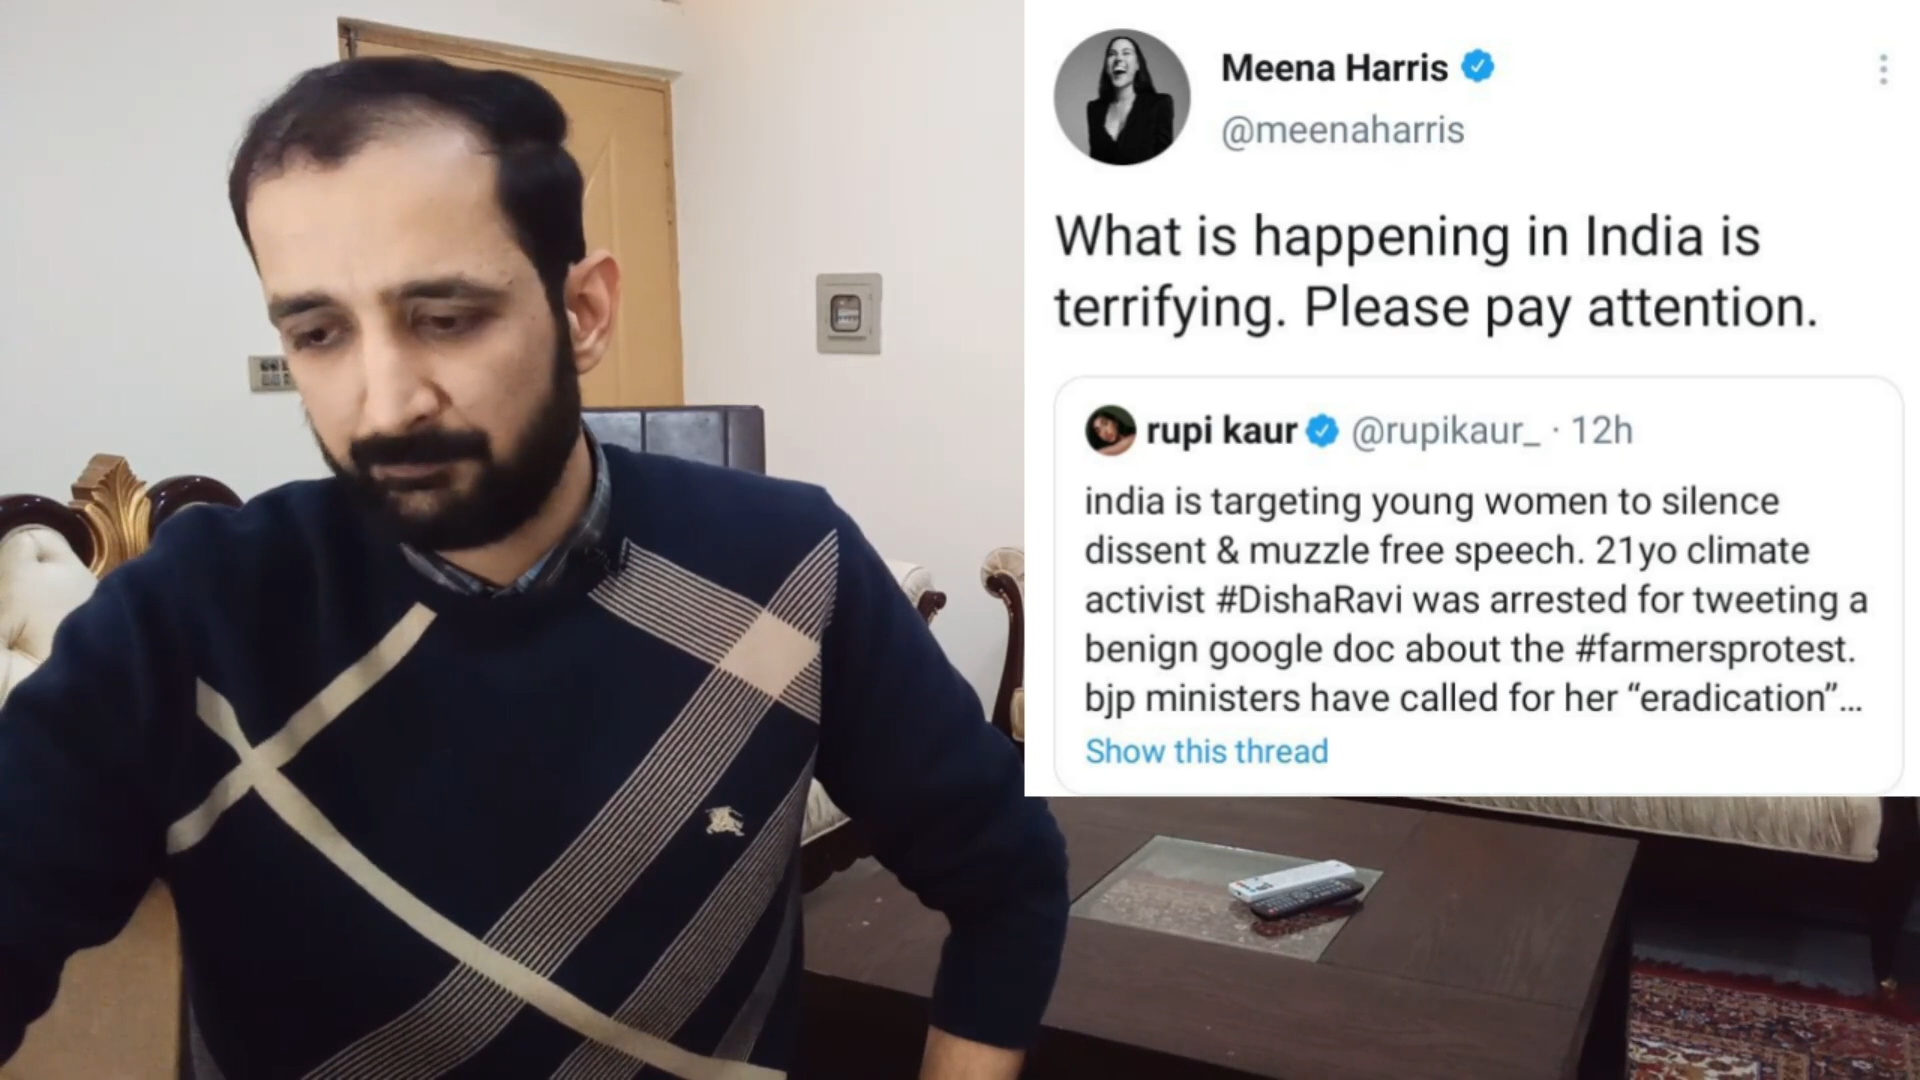 Meena Harris
@meenaharris
What is happening in India is
terrifying. Please pay attention.
rupi kaur @rupikaur_ · 12h
india is targeting young women to silence
dissent & muzzle free speech. 21yo climate
activist #DishaRavi was arrested for tweeting a
benign google doc about the #farmersprotest.
bjp ministers have called for her “eradication”...
Show this thread